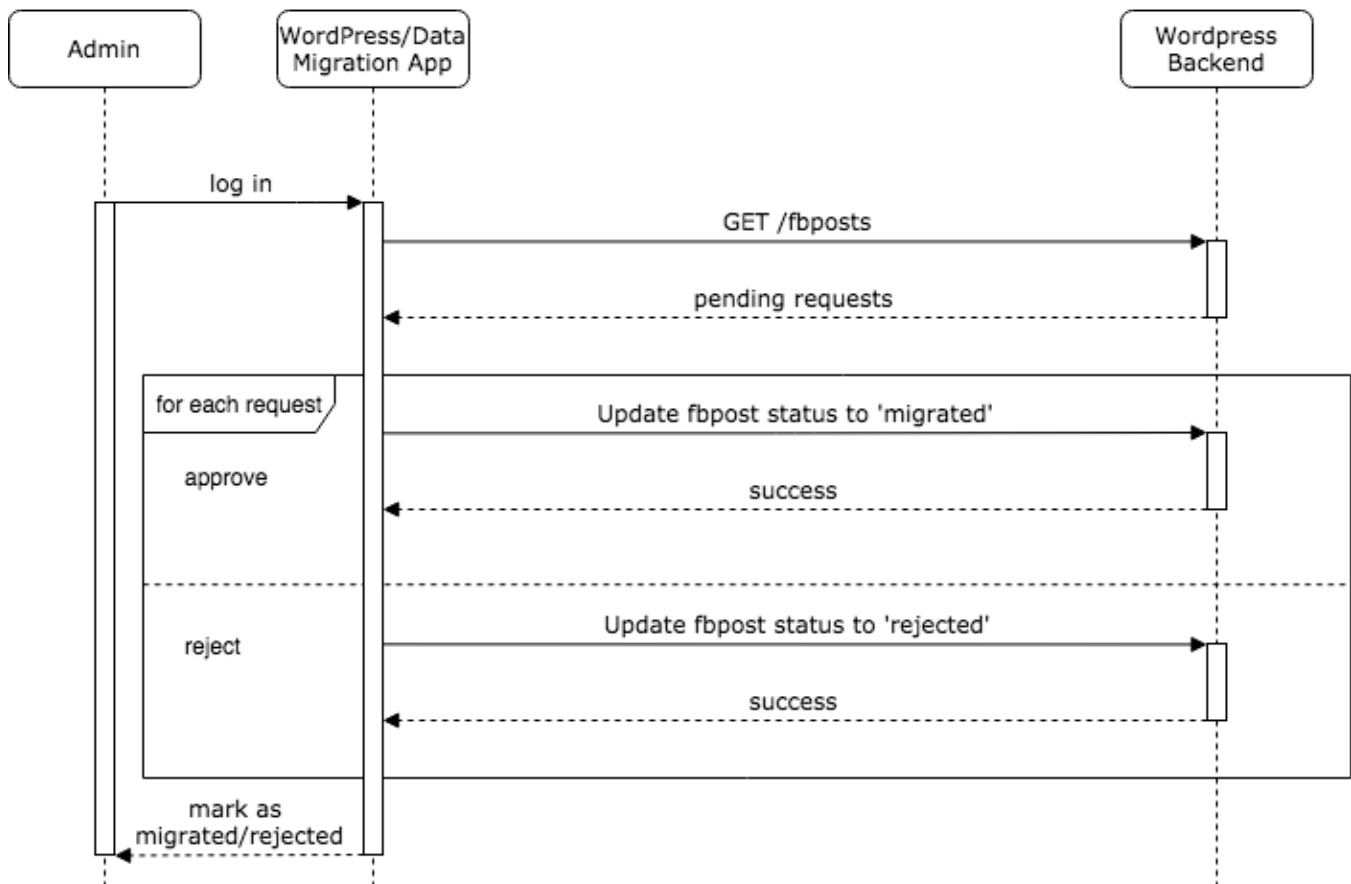 Admin
WordPress/Data
Migration App
Wordpress
Backend
log in
GET /fbposts
pending requests
for each request
Update fbpost status to 'migrated'
approve
success
Update fbpost status to 'rejected'
reject
success
mark as
migrated/rejected